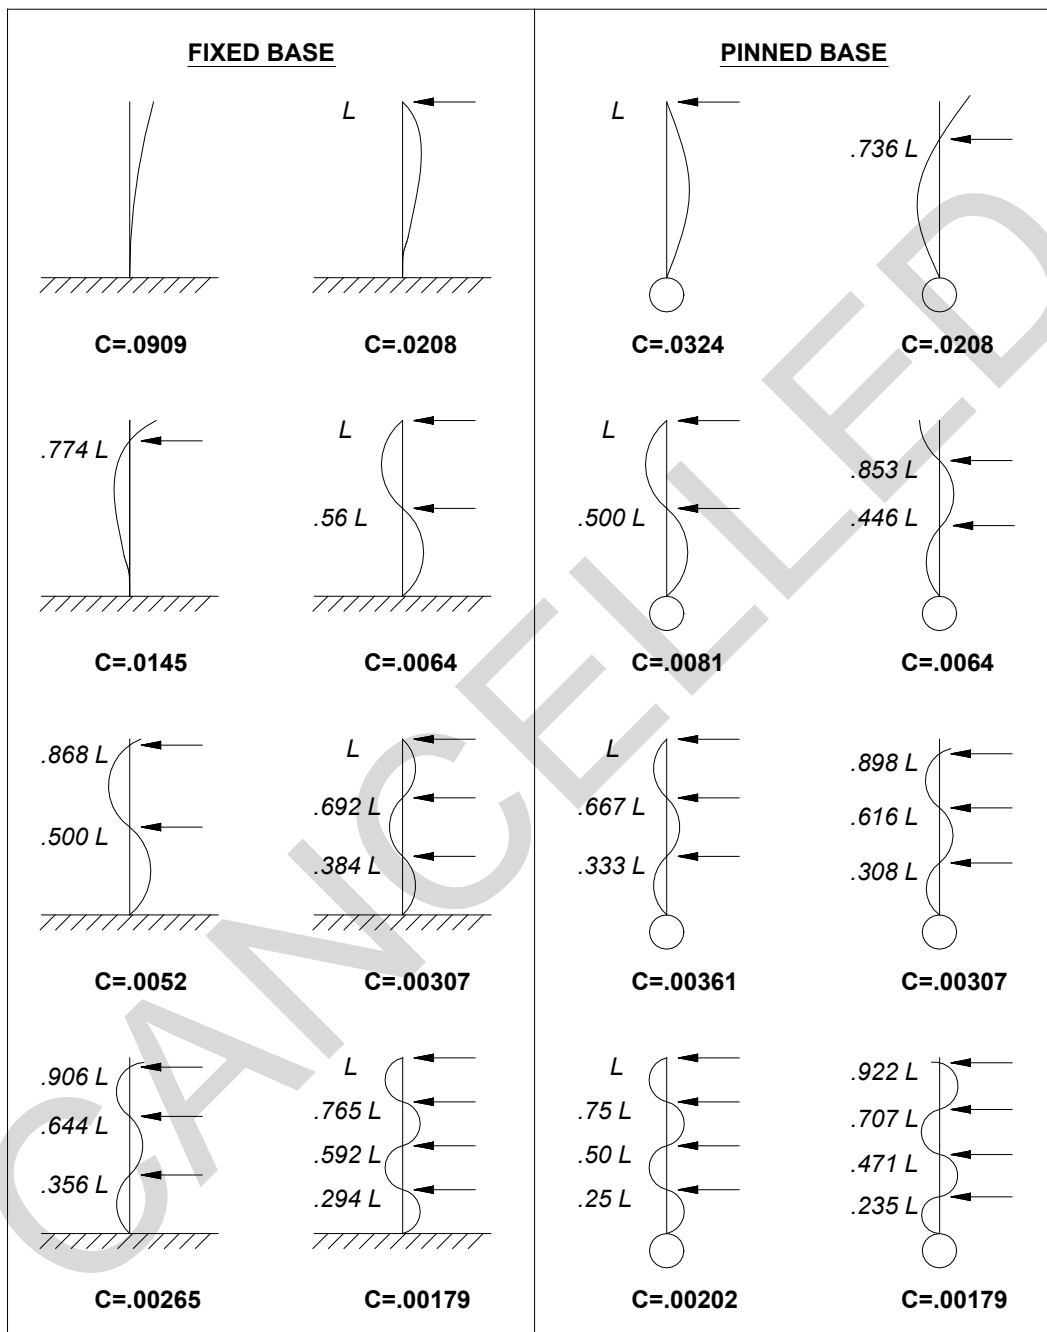 FIXED BASE
L
C=.0909 C=.0208
.774 L
L
.56 L
C=.0145 C=.0064
.868 L
.500 L
L
.692 L
.384 L
C=.0052 C=.00307
.906 L
.644 L
.356 L
L
.765 L
.592 L
.294 L
C=.00265 C=.00179
PINNED BASE
L
.736 L
C=.0324 C=.0208
L
.500 L
.853 L
.446 L
C=.0081 C=.0064
L
.667 L
.333 L
.898 L
.616 L
.308 L
C=.00361 C=.00307
L
.75 L
.50 L
.25 L
.922 L
.707 L
.471 L
.235 L
C=.00202 C=.00179
CANCELLED